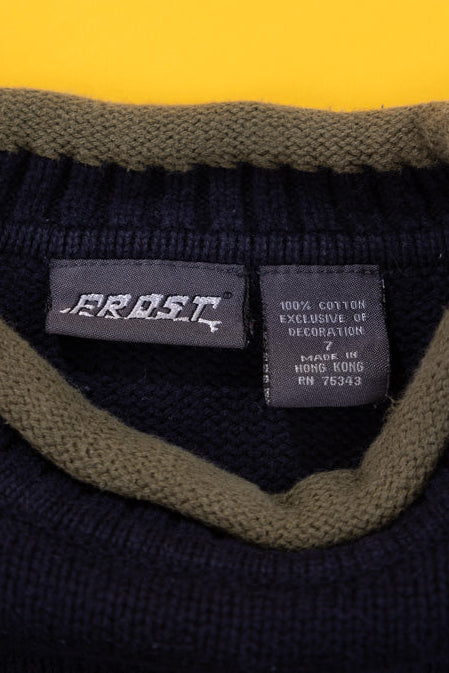 FROST®
100% COTTON
EXCLUSIVE OF
DECORATION
7
MADE IN
HONG KONG
RN 75343